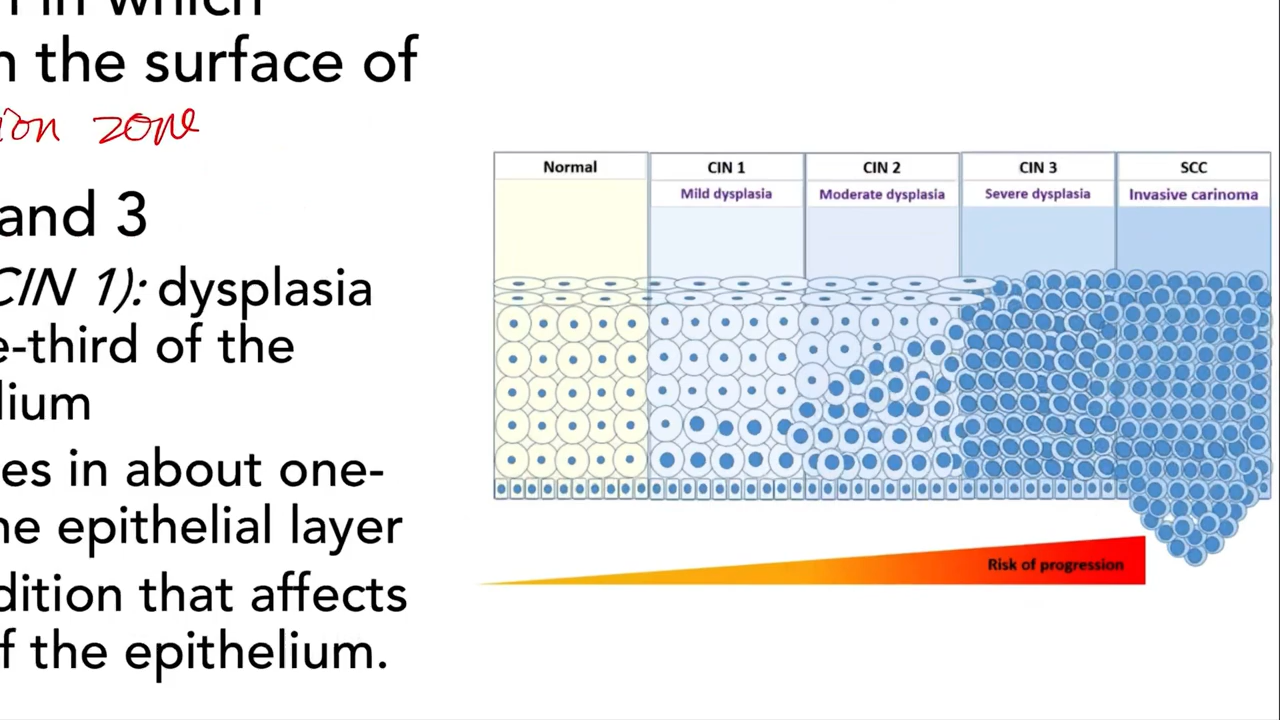 n the surface of
ion zone
and 3
CIN 1): dysplasia
e-third of the
lium
es in about one-
ne epithelial layer
dition that affects
f the epithelium.
Normal
CIN 1
CIN 2
CIN 3
SCC
Mild dysplasia
Moderate dysplasia
Severe dysplasia
Invasive carinoma
Risk of progression